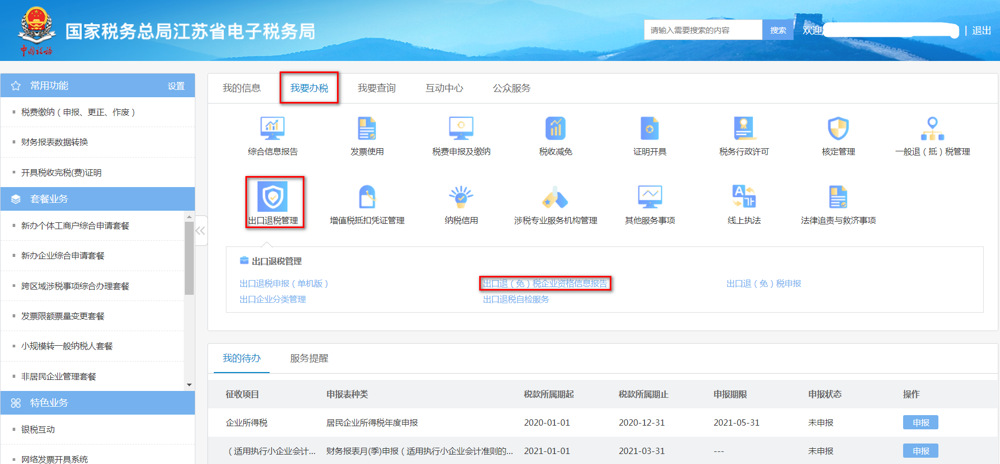 国家税务总局江苏省电子税务局
中国税务
请输入需要搜索的内容
搜索
欢迎
| 退出
常用功能
设置
税费缴纳（申报、更正、作废）
财务报表数据转换
开具税收完税(费)证明
套餐业务
新办个体工商户综合申请套餐
新办企业综合申请套餐
跨区域涉税事项综合办理套餐
发票限额票量变更套餐
小规模转一般纳税人套餐
非居民企业管理套餐
特色业务
银税互动
网络发票开具系统
我的信息
我要办税
我要查询
互动中心
公众服务
综合信息报告
发票使用
税费申报及缴纳
税收减免
证明开具
税务行政许可
核定管理
一般退（抵）税管理
出口退税管理
增值税抵扣凭证管理
纳税信用
涉税专业服务机构管理
其他服务事项
线上执法
法律追责与救济事项
出口退税管理
出口退税申报（单机版）
出口退（免）税企业资格信息报告
出口退（免）税申报
出口企业分类管理
出口退税自检服务
我的待办
服务提醒
征收项目 申报表种类 税款所属期起 税款所属期止 申报期限 申报状态 操作
企业所得税 居民企业所得税年度申报 2020-01-01 2020-12-31 2021-05-31 未申报 申报
（适用执行小企业会计... 财务报表月(季)申报（适用执行小企业会计准则的... 2021-01-01 2021-03-31 --- 未申报 申报